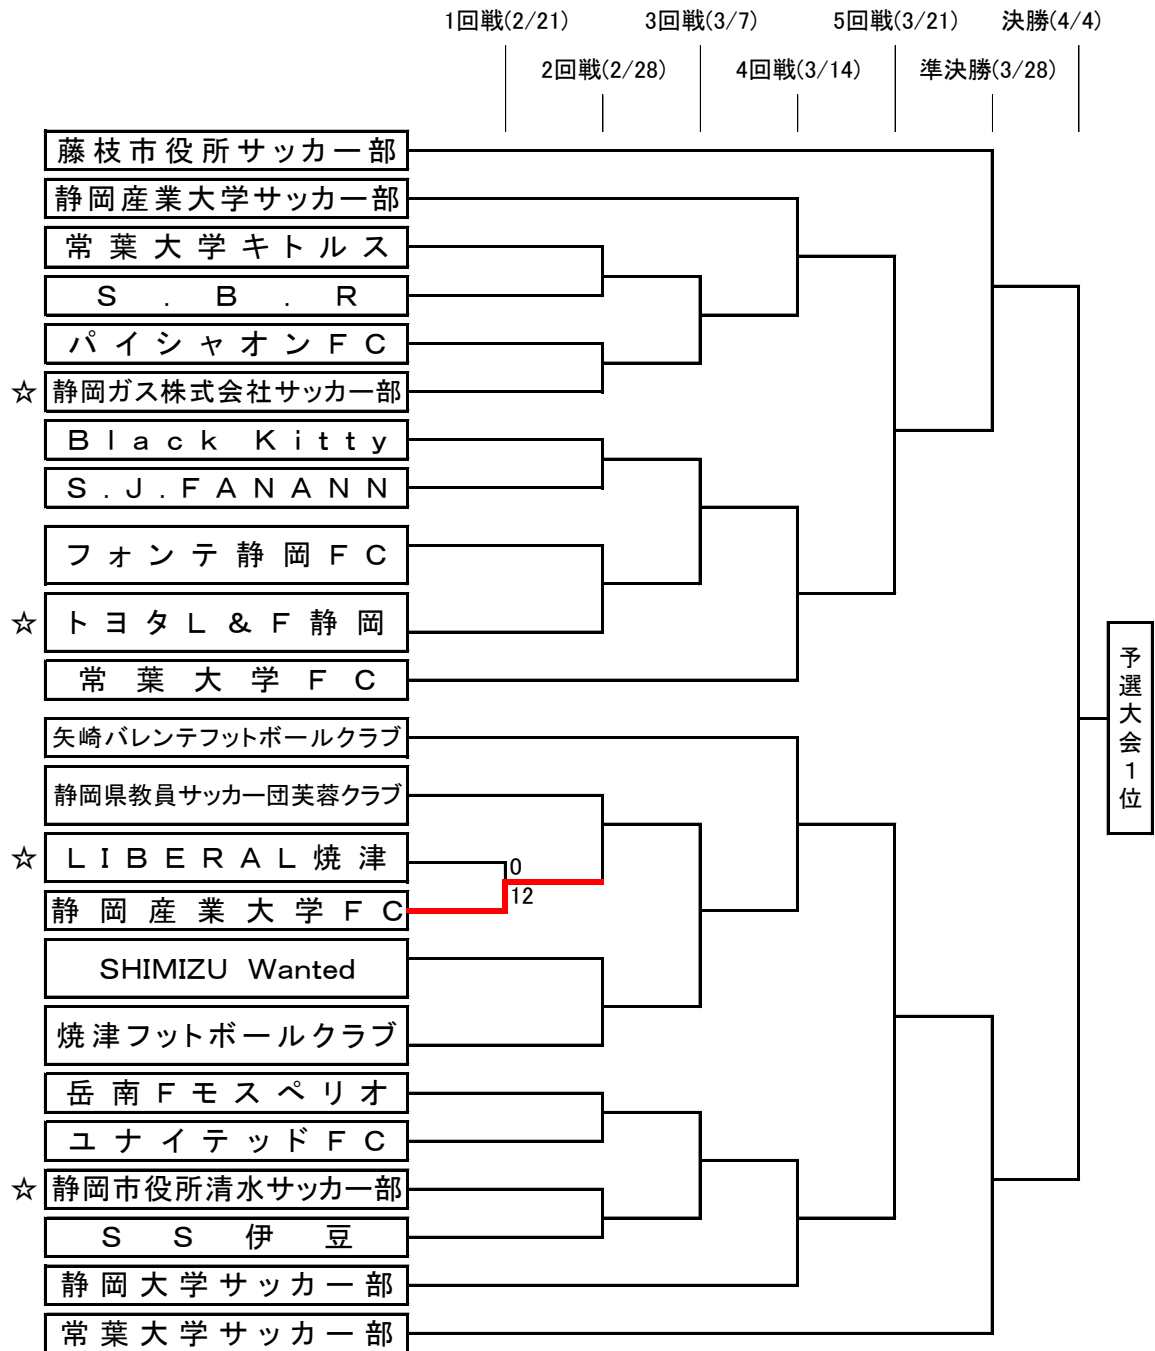 1回戦(2/21) 3回戦(3/7) 5回戦(3/21) 決勝(4/4)
2回戦(2/28) 4回戦(3/14) 準決勝(3/28)
藤枝市役所サッカー部
静岡産業大学サッカー部
常葉大学キトルス
S.B.R
パイシャオンFC
☆ 静岡ガス株式会社サッカー部
Black Kitty
S.J.FANANN
フォンテ静岡FC
☆ トヨタL&F静岡
常葉大学FC
矢崎バレンテフットボールクラブ
静岡県教員サッカー団芙蓉クラブ
☆ LIBERAL焼津 0
静岡産業大学FC 12
SHIMIZU Wanted
焼津フットボールクラブ
岳南Fモスペリオ
ユナイテッドFC
☆ 静岡市役所清水サッカー部
SS伊豆
静岡大学サッカー部
常葉大学サッカー部
予選大会1位